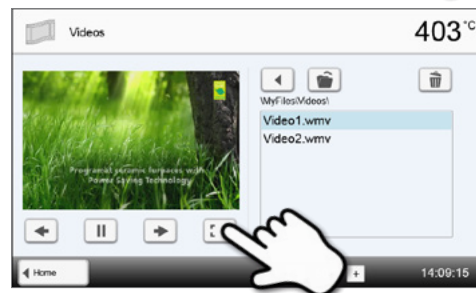 Videos
403°C
\MyFiles\Videos\
Video1.wmv
Video2.wmv
Programat ceramic furnaces with
Power Saving Technology
Home
+
14:09:15